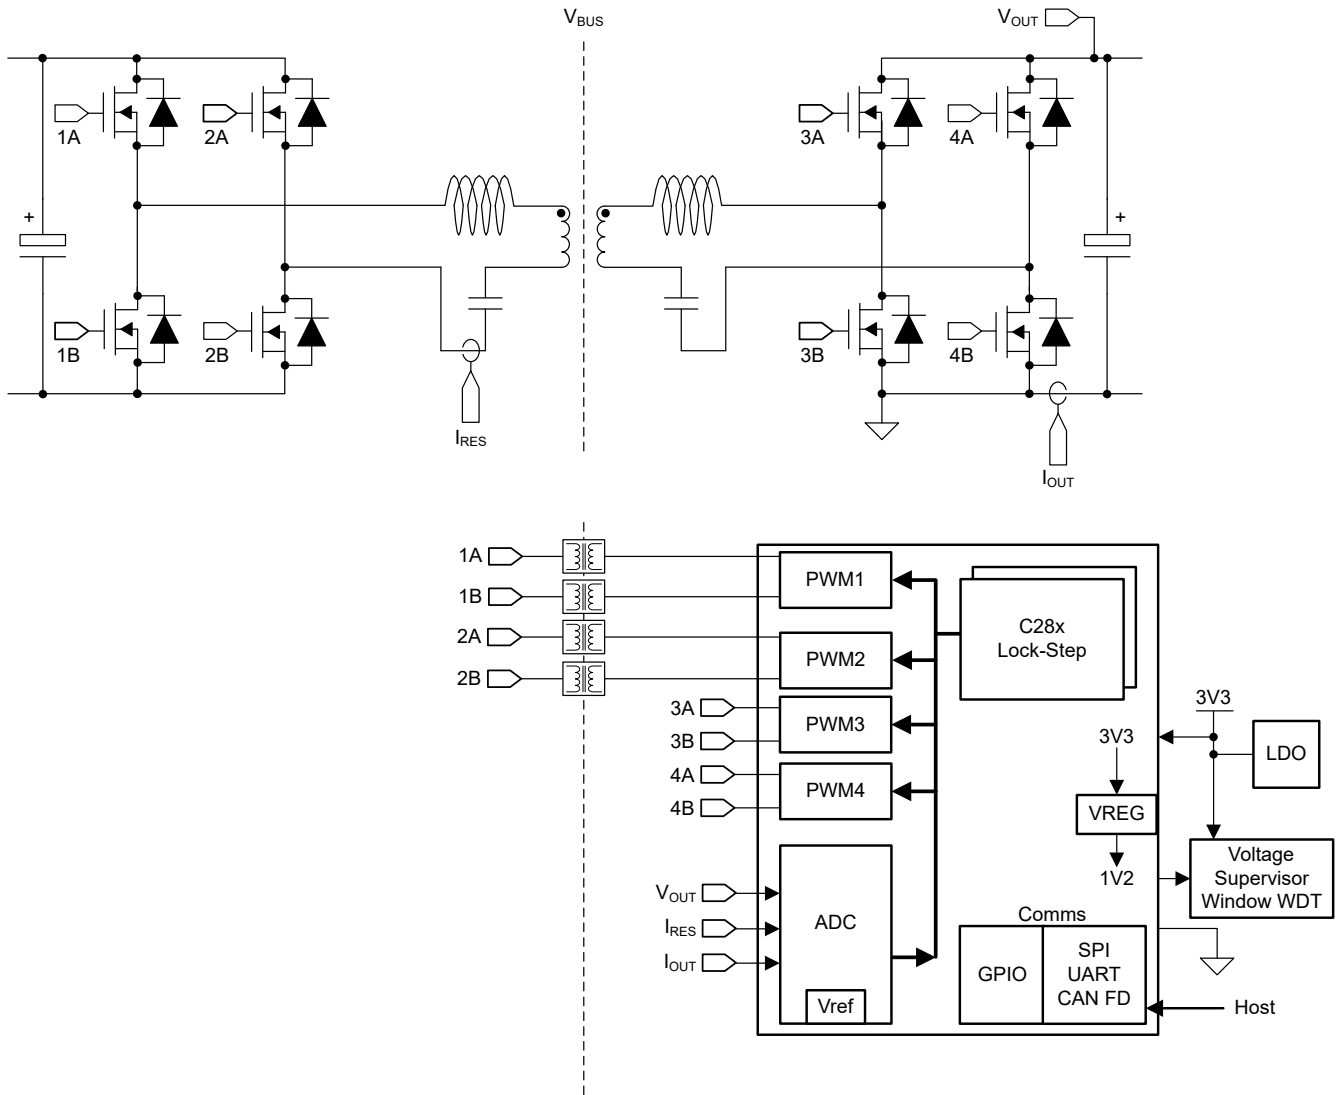 VBUS
VOUT
1A
2A
3A
4A
+
+
1B
2B
3B
4B
IRES
IOUT
1A
PWM1
1B
C28x
Lock-Step
2A
PWM2
2B
3A
PWM3
3B
3V3
3V3
LDO
4A
PWM4
4B
VREG
1V2
Voltage
Supervisor
Window WDT
VOUT
IRES
IOUT
ADC
Vref
Comms
GPIO
SPI
UART
CAN FD
Host